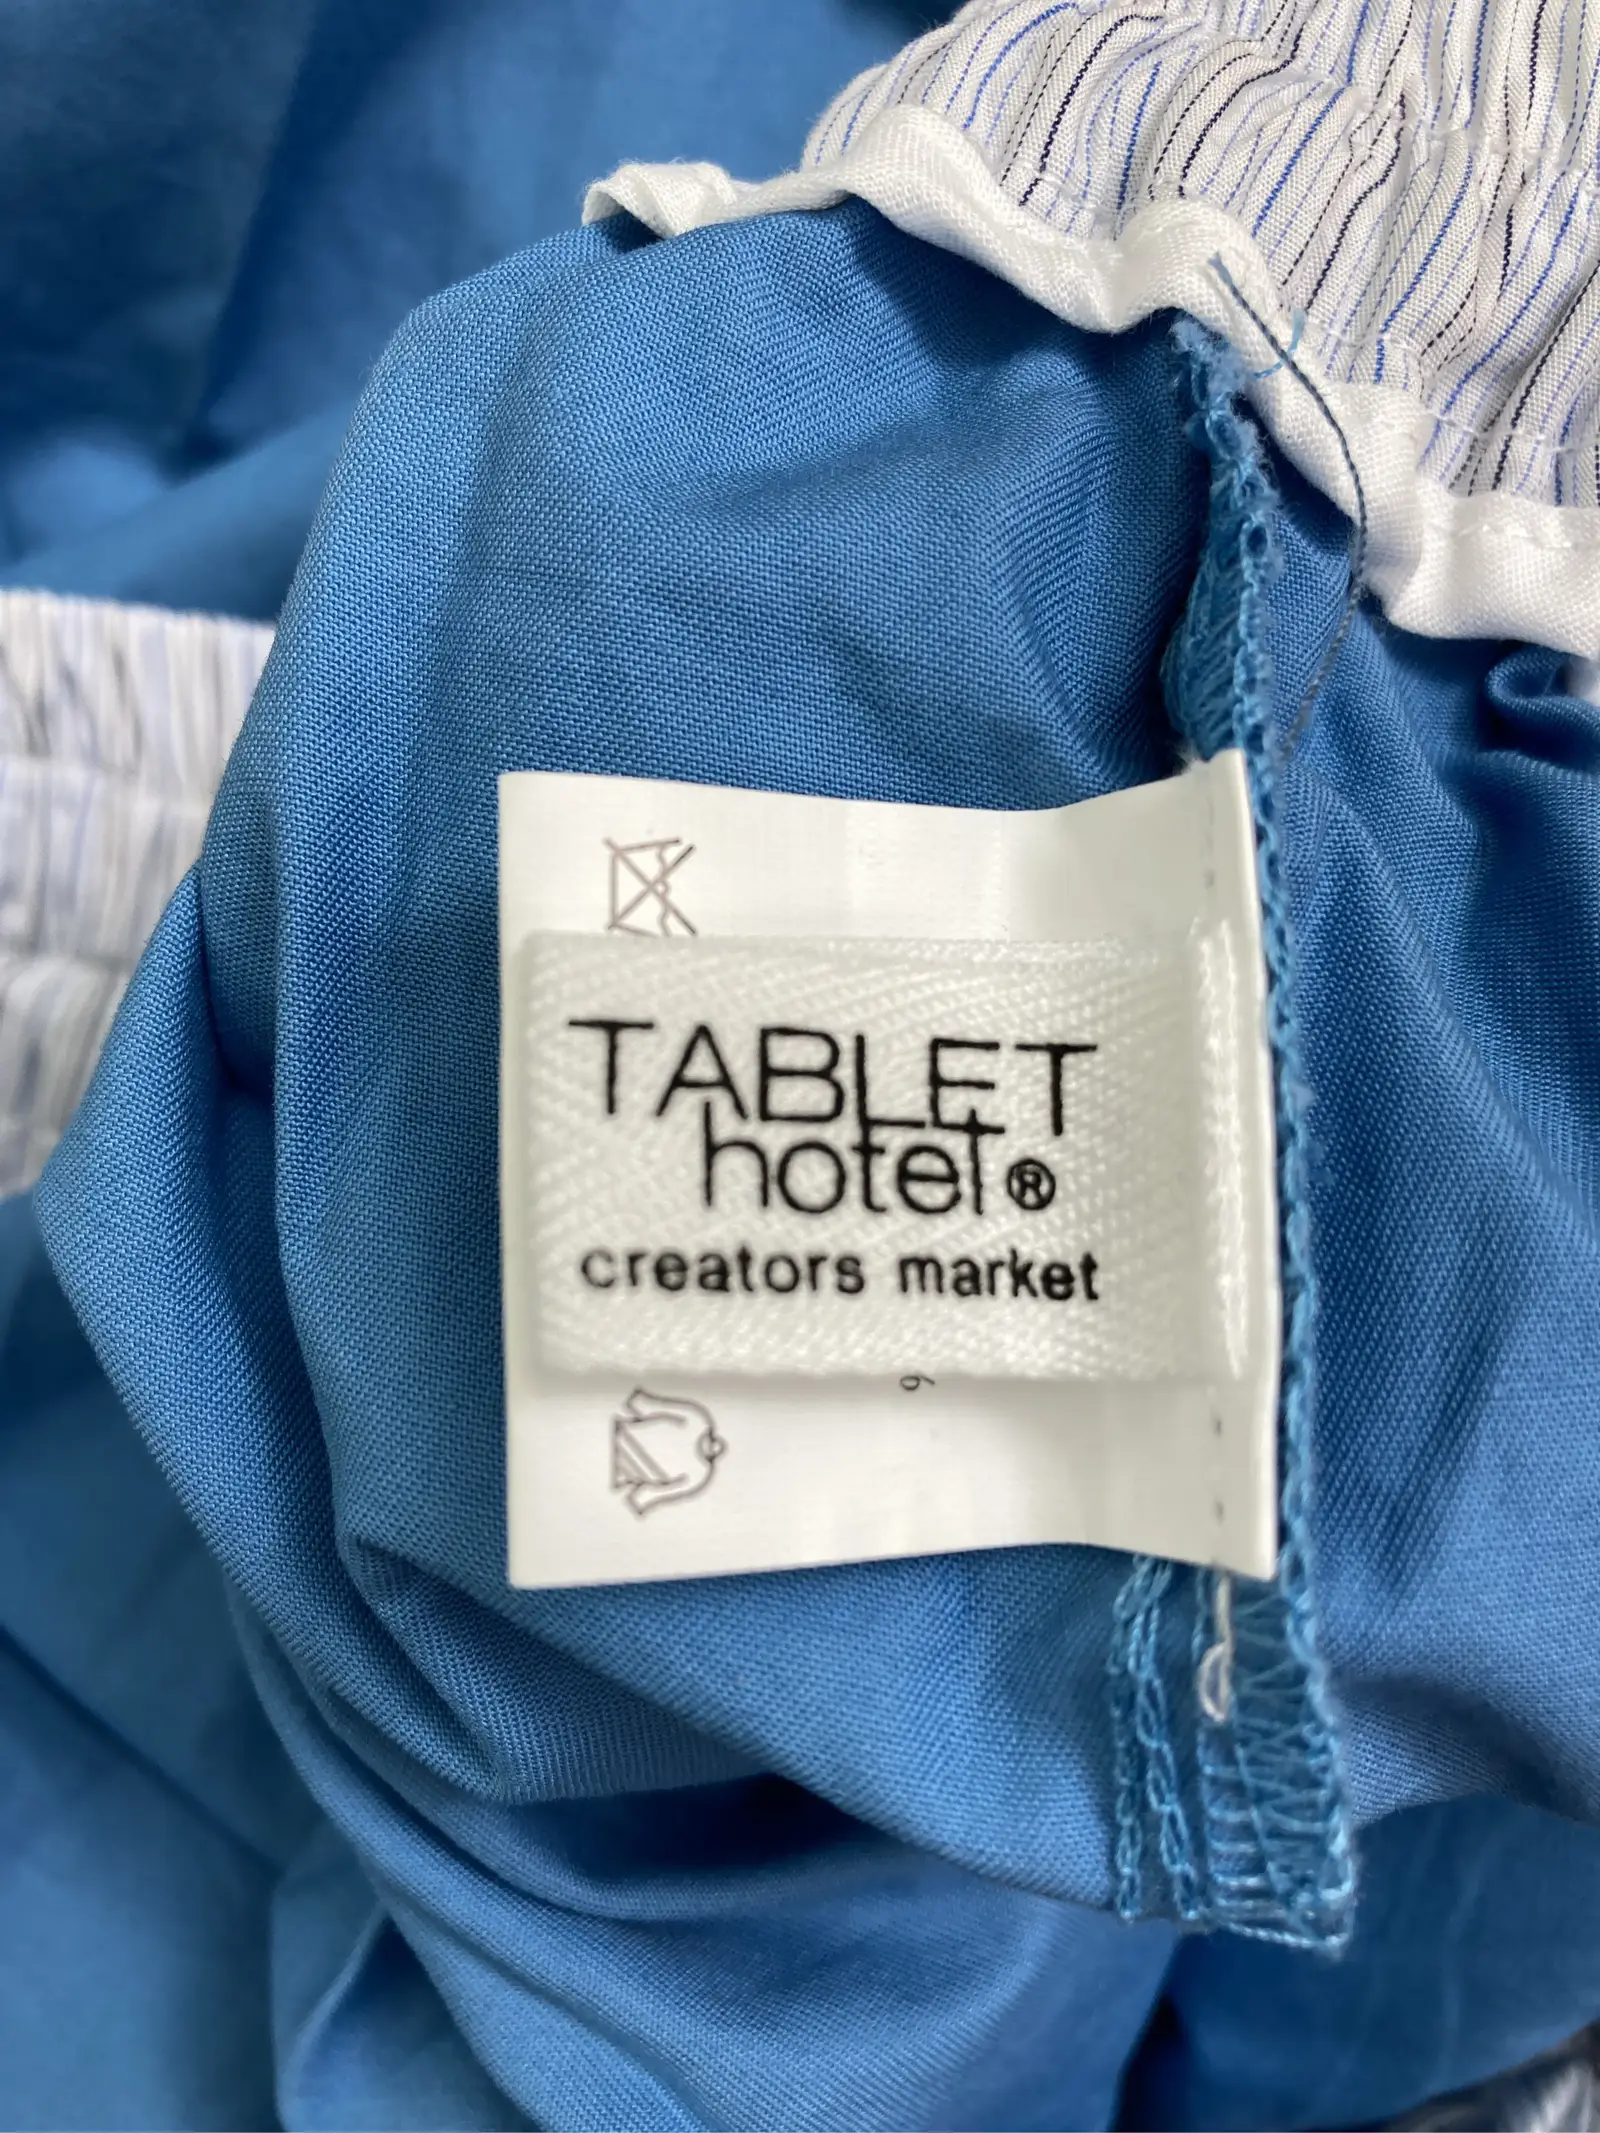 TABLET
hotel®
creators market